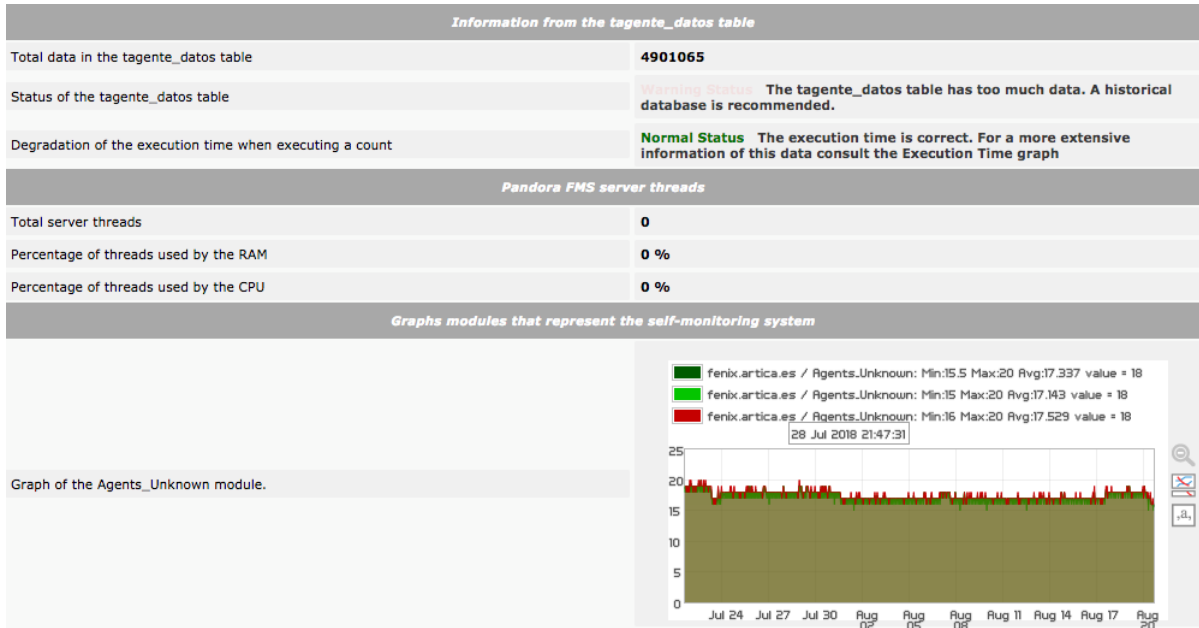 Information from the tagente_datos table
Total data in the tagente_datos table
4901065
Status of the tagente_datos table
Warning Status The tagente_datos table has too much data. A historical
database is recommended.
Degradation of the execution time when executing a count
Normal Status The execution time is correct. For a more extensive
information of this data consult the Execution Time graph
Pandora FMS server threads
Total server threads
0
Percentage of threads used by the RAM
0 %
Percentage of threads used by the CPU
0 %
Graphs modules that represent the self-monitoring system
Graph of the Agents_Unknown module.
fenix.artica.es / Agents_Unknown: Min:15.5 Max:20 Avg:17.337 value = 18
fenix.artica.es / Agents_Unknown: Min:15 Max:20 Avg:17.143 value = 18
fenix.artica.es / Agents_Unknown: Min:16 Max:20 Avg:17.529 value = 18
28 Jul 2018 21:47:31
25
20
15
10
5
0
Jul 24 Jul 27 Jul 30 Aug 02 Aug 05 Aug 08 Aug 11 Aug 14 Aug 17 Aug 20
,a,